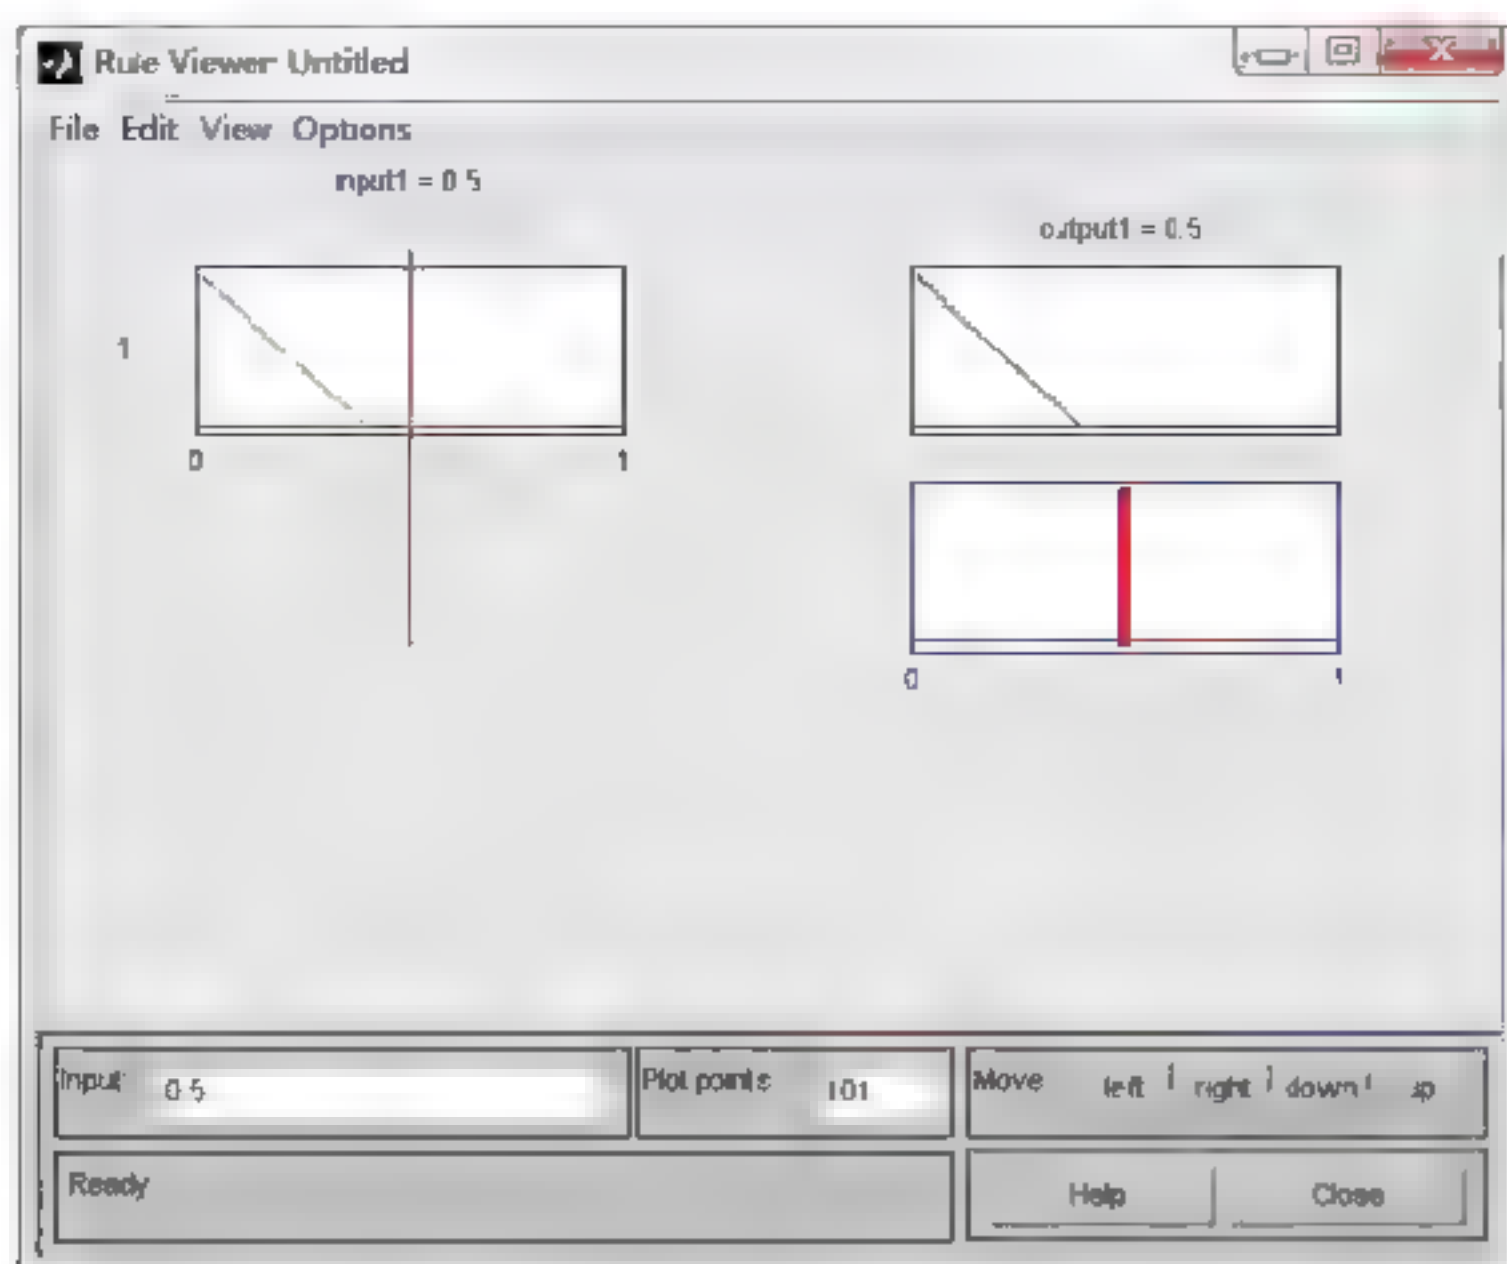 Rule Viewer Untitled
File Edit View Options
input1 = 0.5
output1 = 0.5
1
0 1
0 1
Input: 0.5
Plot points: 101
Move left right down up
Ready
Help Close